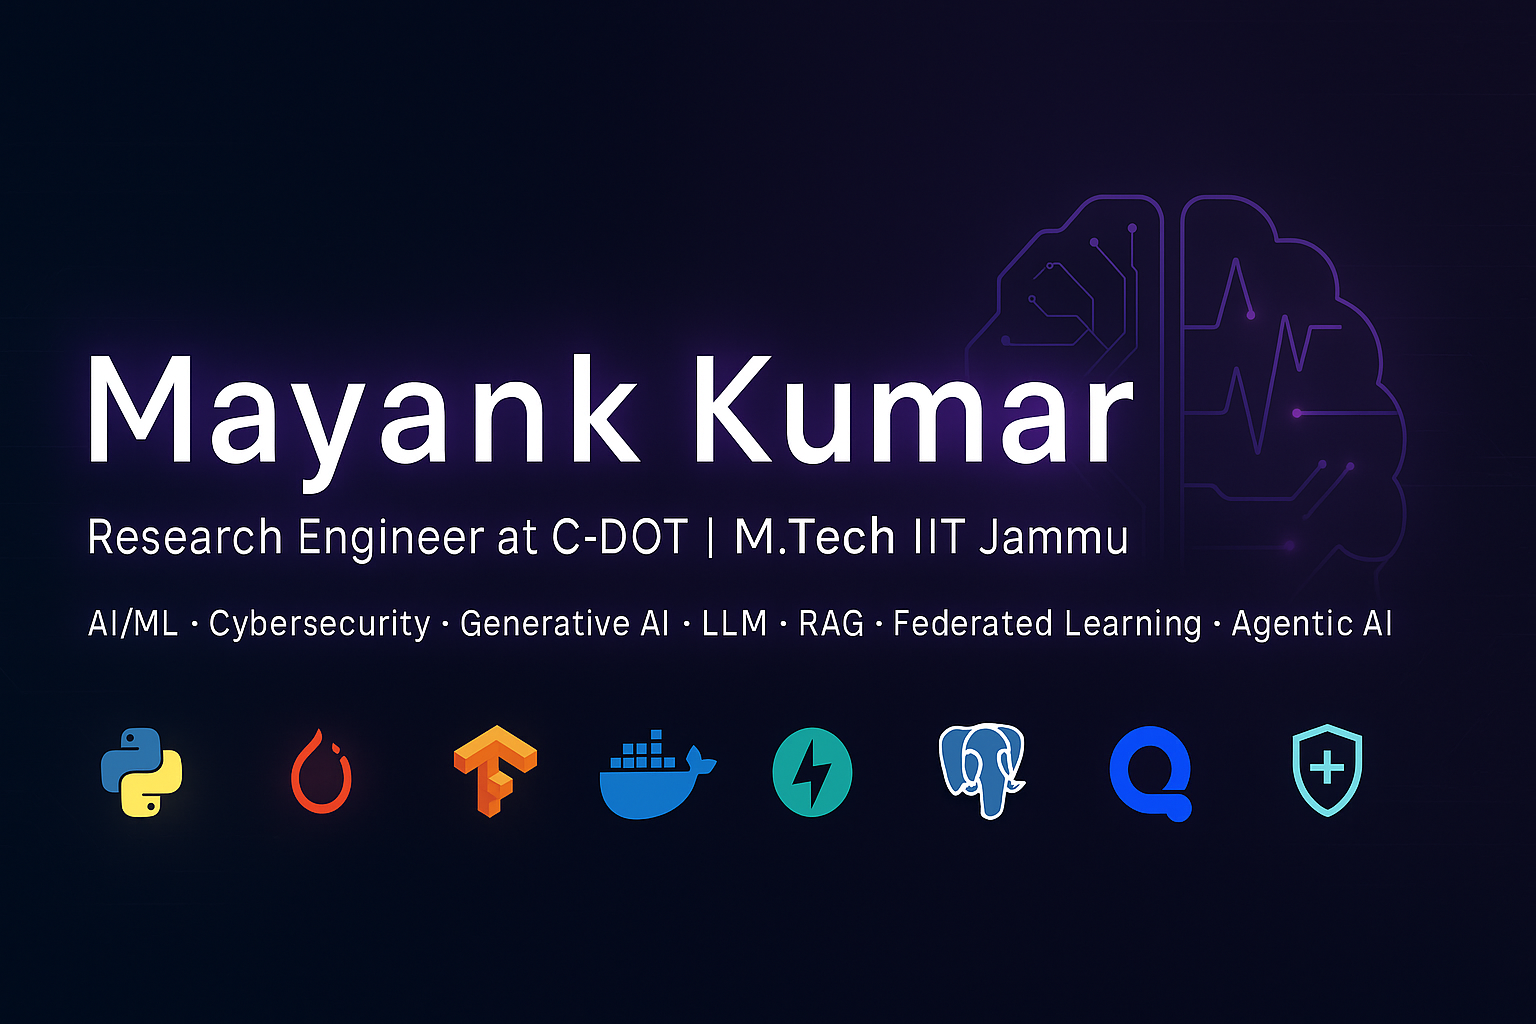 Mayank Kumar
Research Engineer at C-DOT | M.Tech IIT Jammu
AI/ML · Cybersecurity · Generative AI · LLM · RAG · Federated Learning · Agentic AI